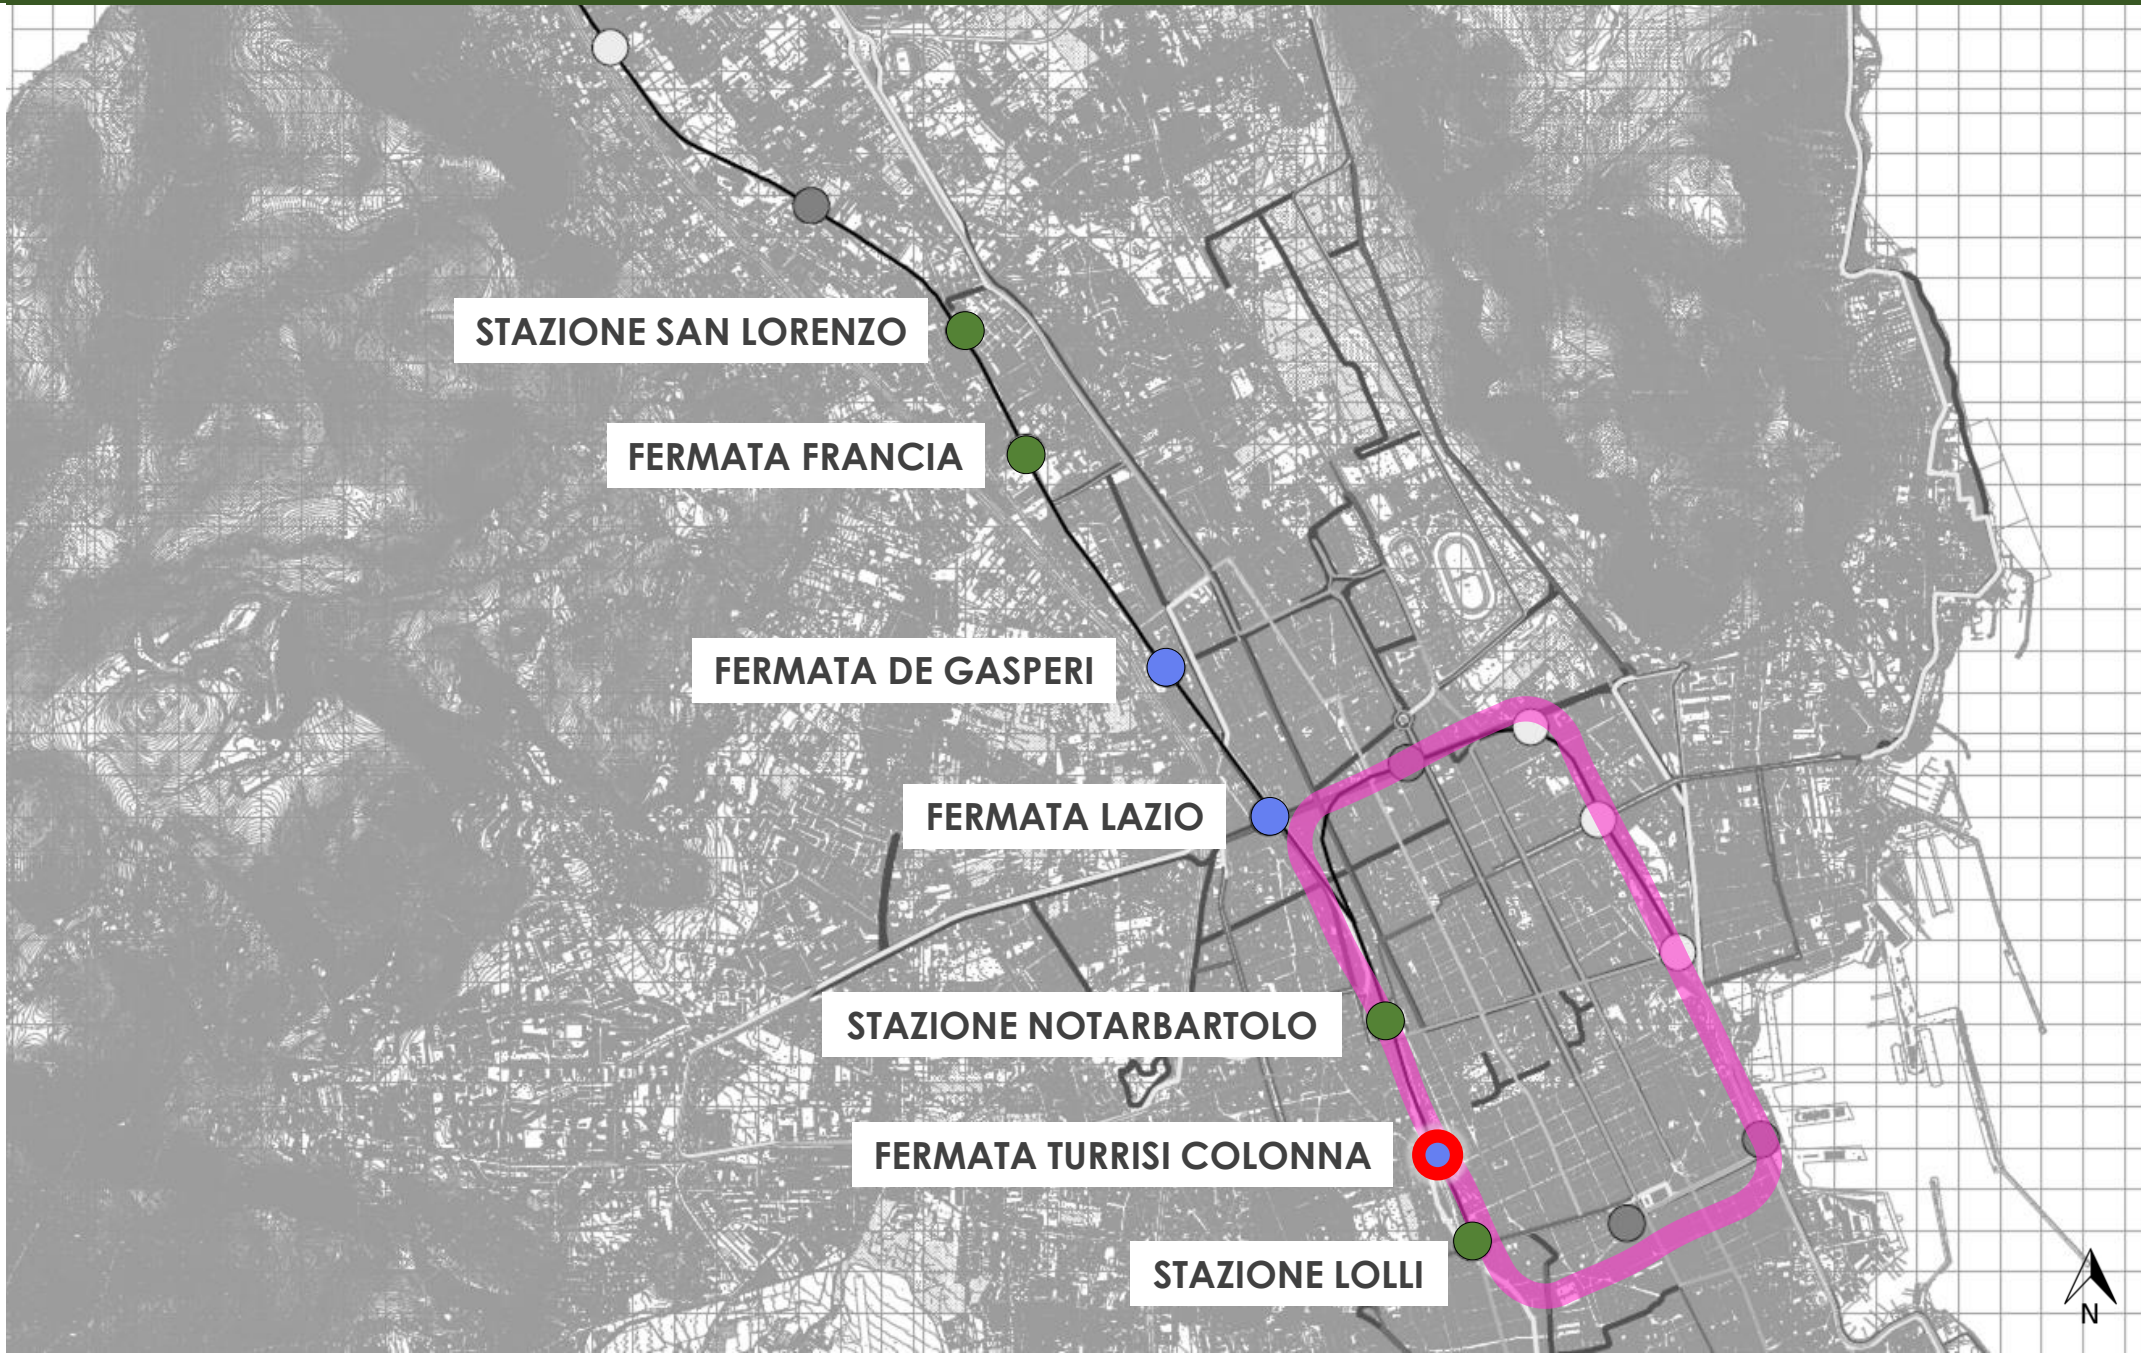 STAZIONE SAN LORENZO
FERMATA FRANCIA
FERMATA DE GASPERI
FERMATA LAZIO
STAZIONE NOTARBARTOLO
FERMATA TURRISI COLONNA
STAZIONE LOLLI
N